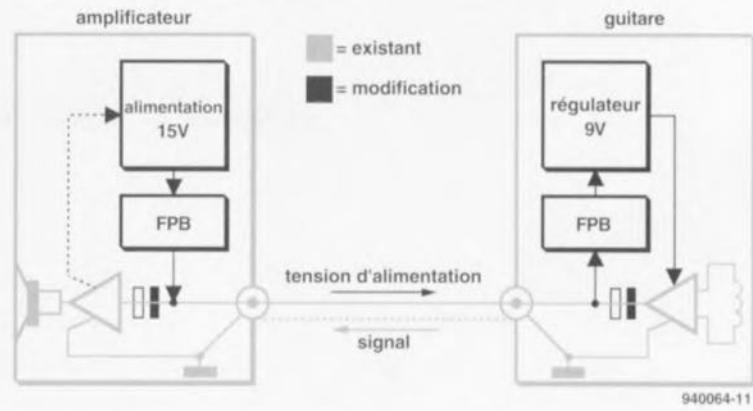 amplificateur
guitare
= existant
= modification
alimentation
15V
régulateur
9V
FPB
FPB
tension d'alimentation
signal
940064-11